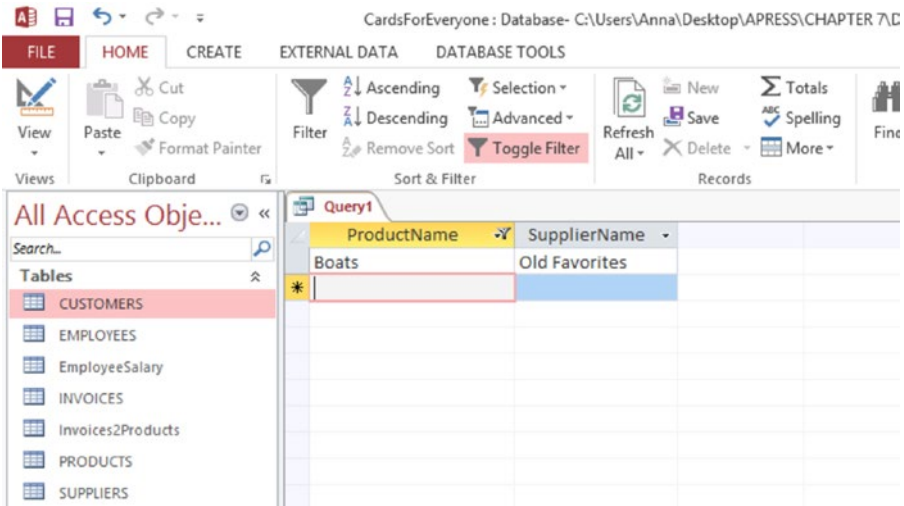 CardsForEveryone : Database- C:\Users\Anna\Desktop\APRESS\CHAPTER 7\D
FILE HOME CREATE EXTERNAL DATA DATABASE TOOLS
View
Views
Paste
Cut
Copy
Format Painter
Clipboard
Filter
Ascending
Descending
Remove Sort
Selection
Advanced
Toggle Filter
Sort & Filter
Refresh
All
New
Save
Delete
Totals
Spelling
More
Records
Find
All Access Obje...
Search...
Tables
CUSTOMERS
EMPLOYEES
EmployeeSalary
INVOICES
Invoices2Products
PRODUCTS
SUPPLIERS
Query1
ProductName SupplierName
Boats Old Favorites